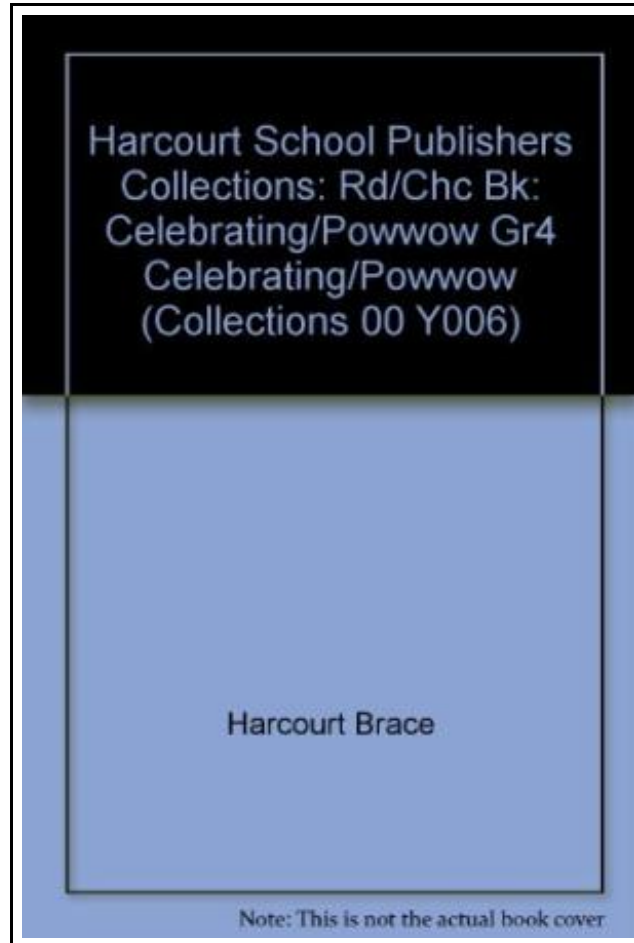 Harcourt School Publishers
Collections: Rd/Chc Bk:
Celebrating/Powwow Gr4
Celebrating/Powwow
(Collections 00 Y006)
Harcourt Brace
Note: This is not the actual book cover